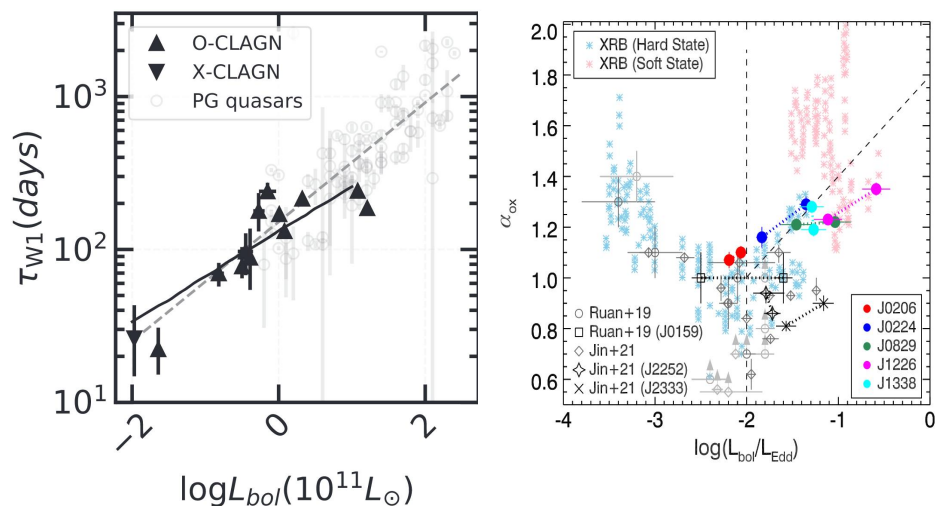 O-CLAGN
X-CLAGN
PG quasars
10³
10²
10¹
τW1(days)
−2
0
2
logLbol(10¹¹L⊙)
XRB (Hard State)
XRB (Soft State)
2.0
1.8
1.6
1.4
1.2
1.0
0.8
0.6
αox
Ruan+19
Ruan+19 (J0159)
Jin+21
Jin+21 (J2252)
Jin+21 (J2333)
J0206
J0224
J0829
J1226
J1338
-4
-3
-2
-1
0
log(Lbol/LEdd)